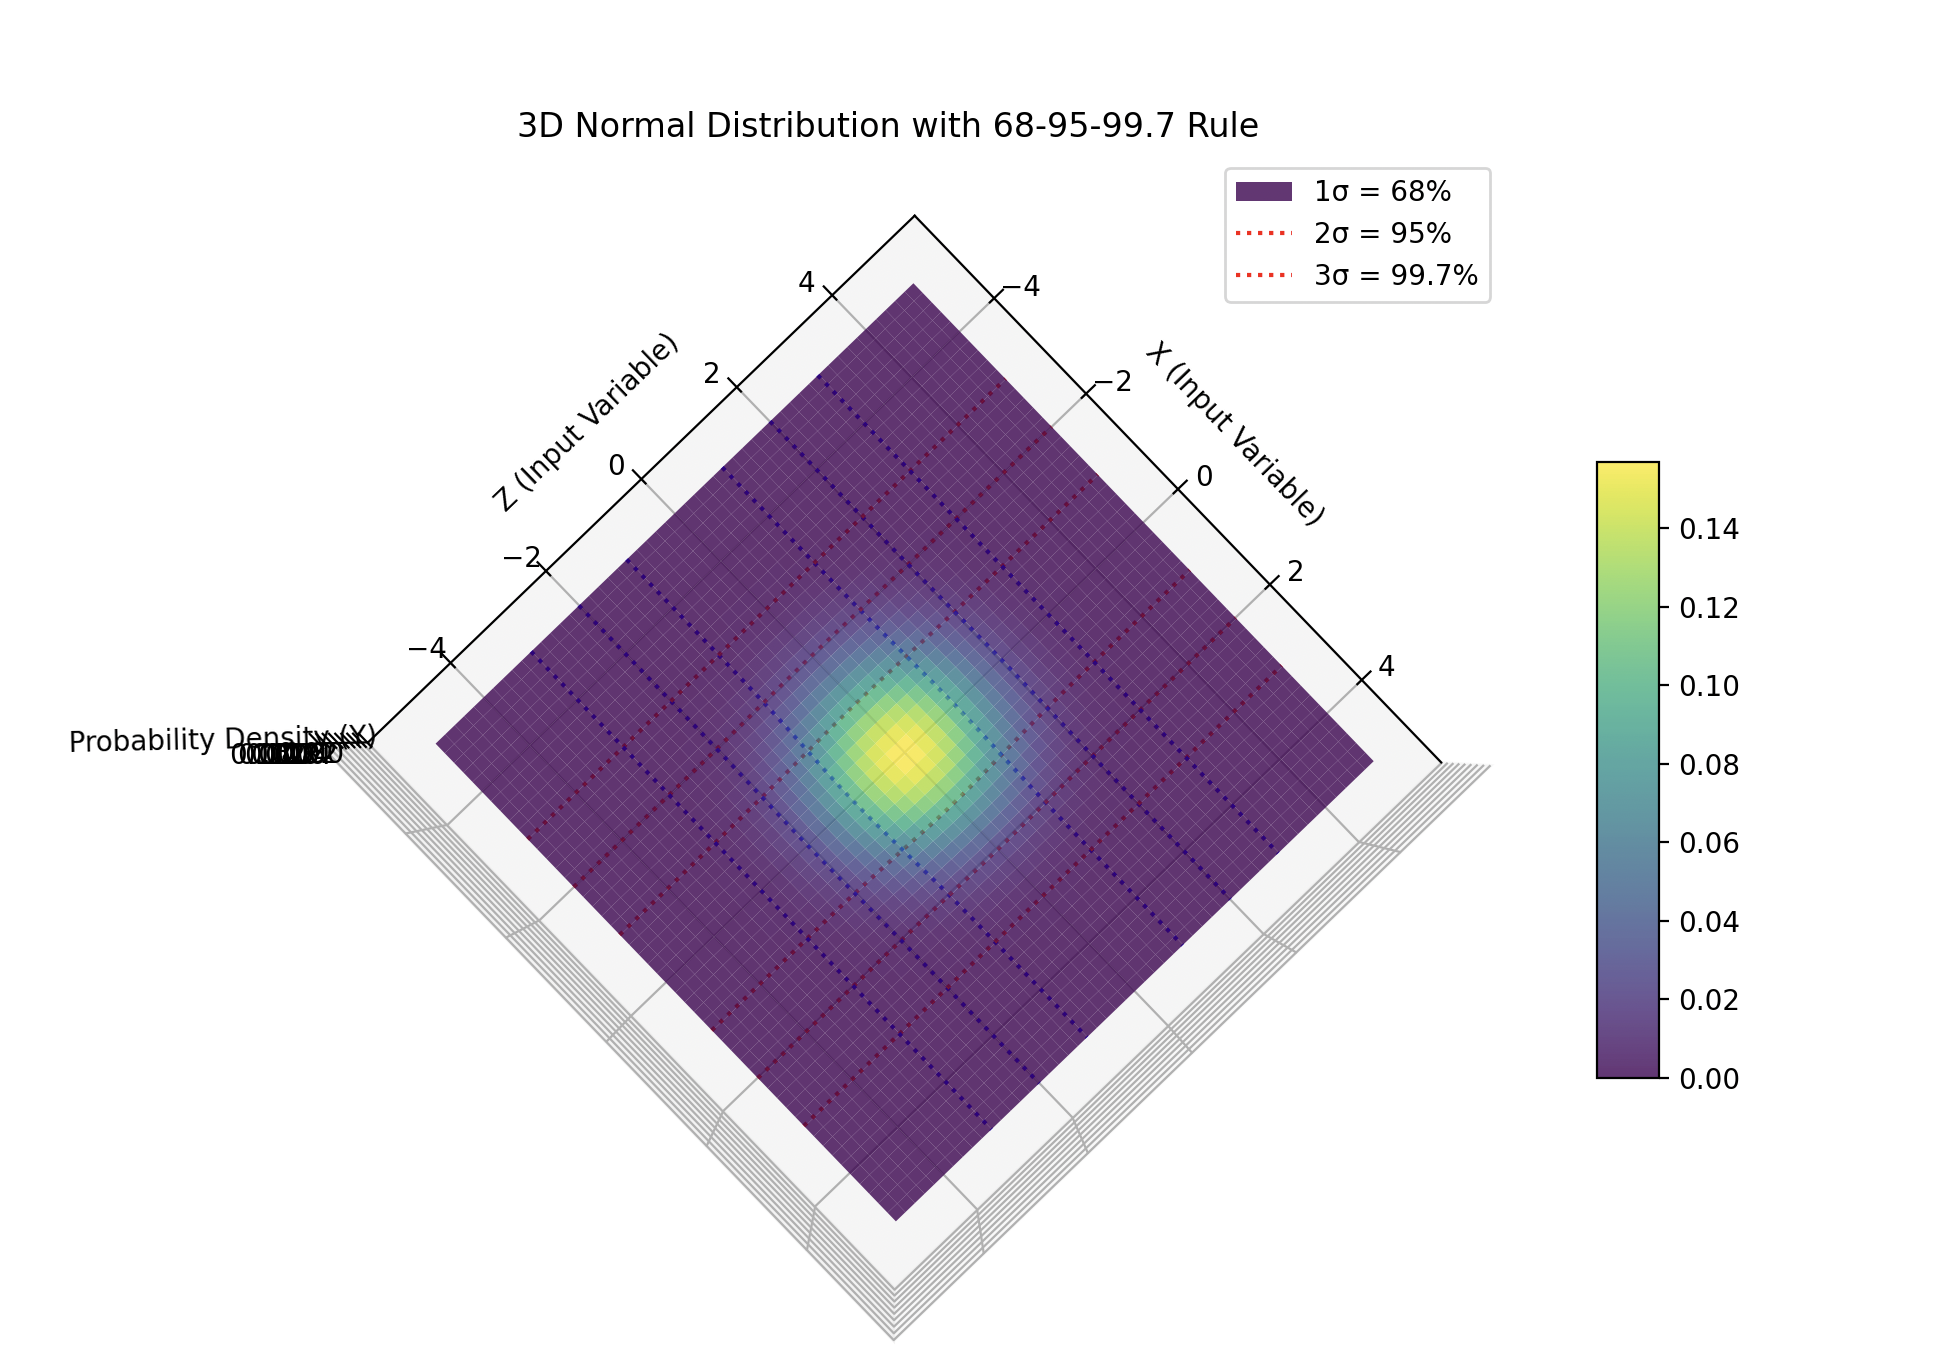 3D Normal Distribution with 68-95-99.7 Rule
1σ = 68%
2σ = 95%
3σ = 99.7%
4
2
0
−2
−4
Z (Input Variable)
−4
−2
0
2
4
X (Input Variable)
Probability Density (Y)
0.14
0.12
0.10
0.08
0.06
0.04
0.02
0.00